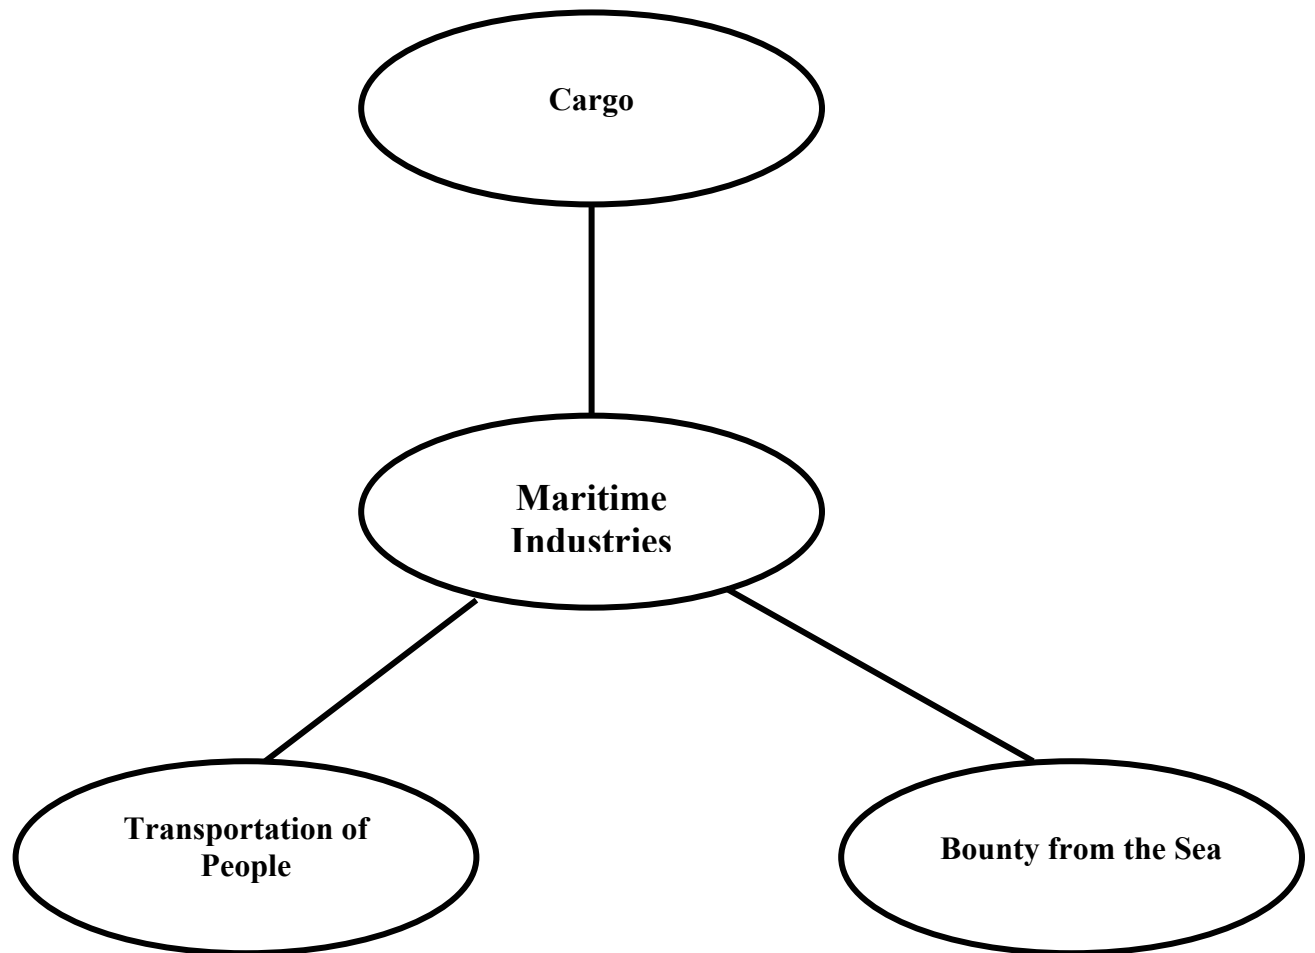 Cargo
Maritime
Industries
Transportation of
People
Bounty from the Sea